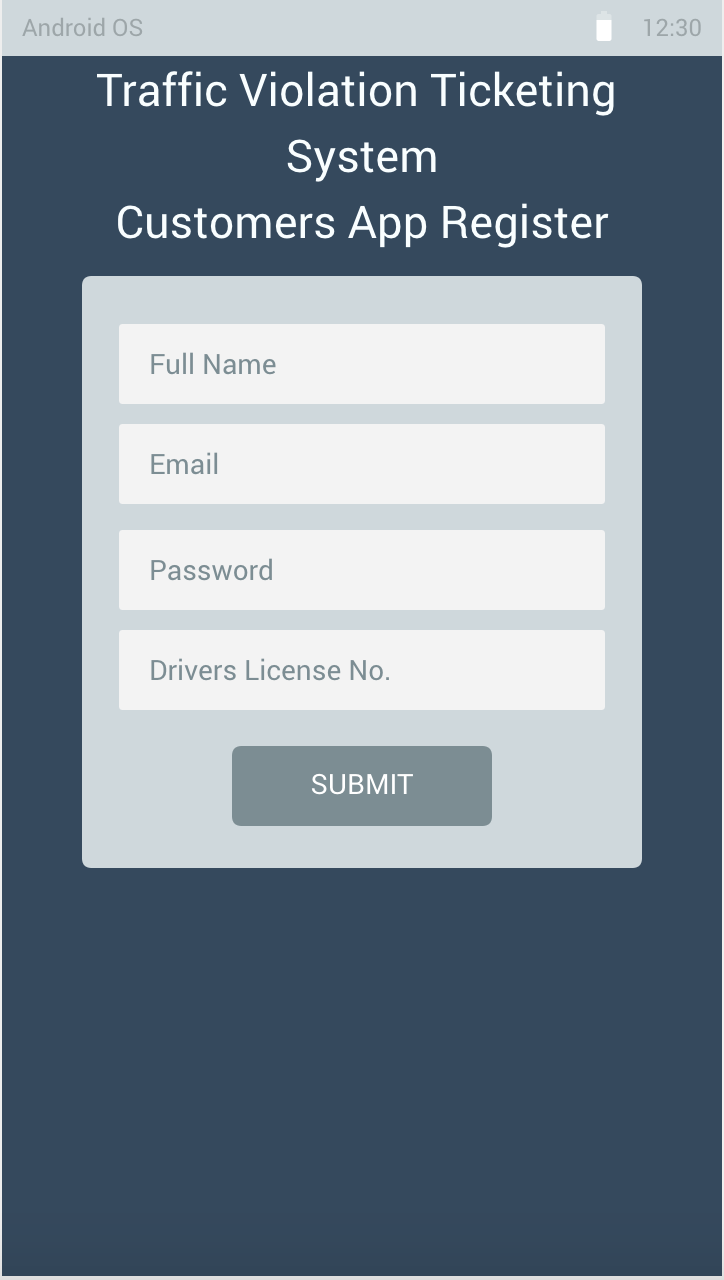 Android OS 12:30
Traffic Violation Ticketing
System
Customers App Register
Full Name
Email
Password
Drivers License No.
SUBMIT